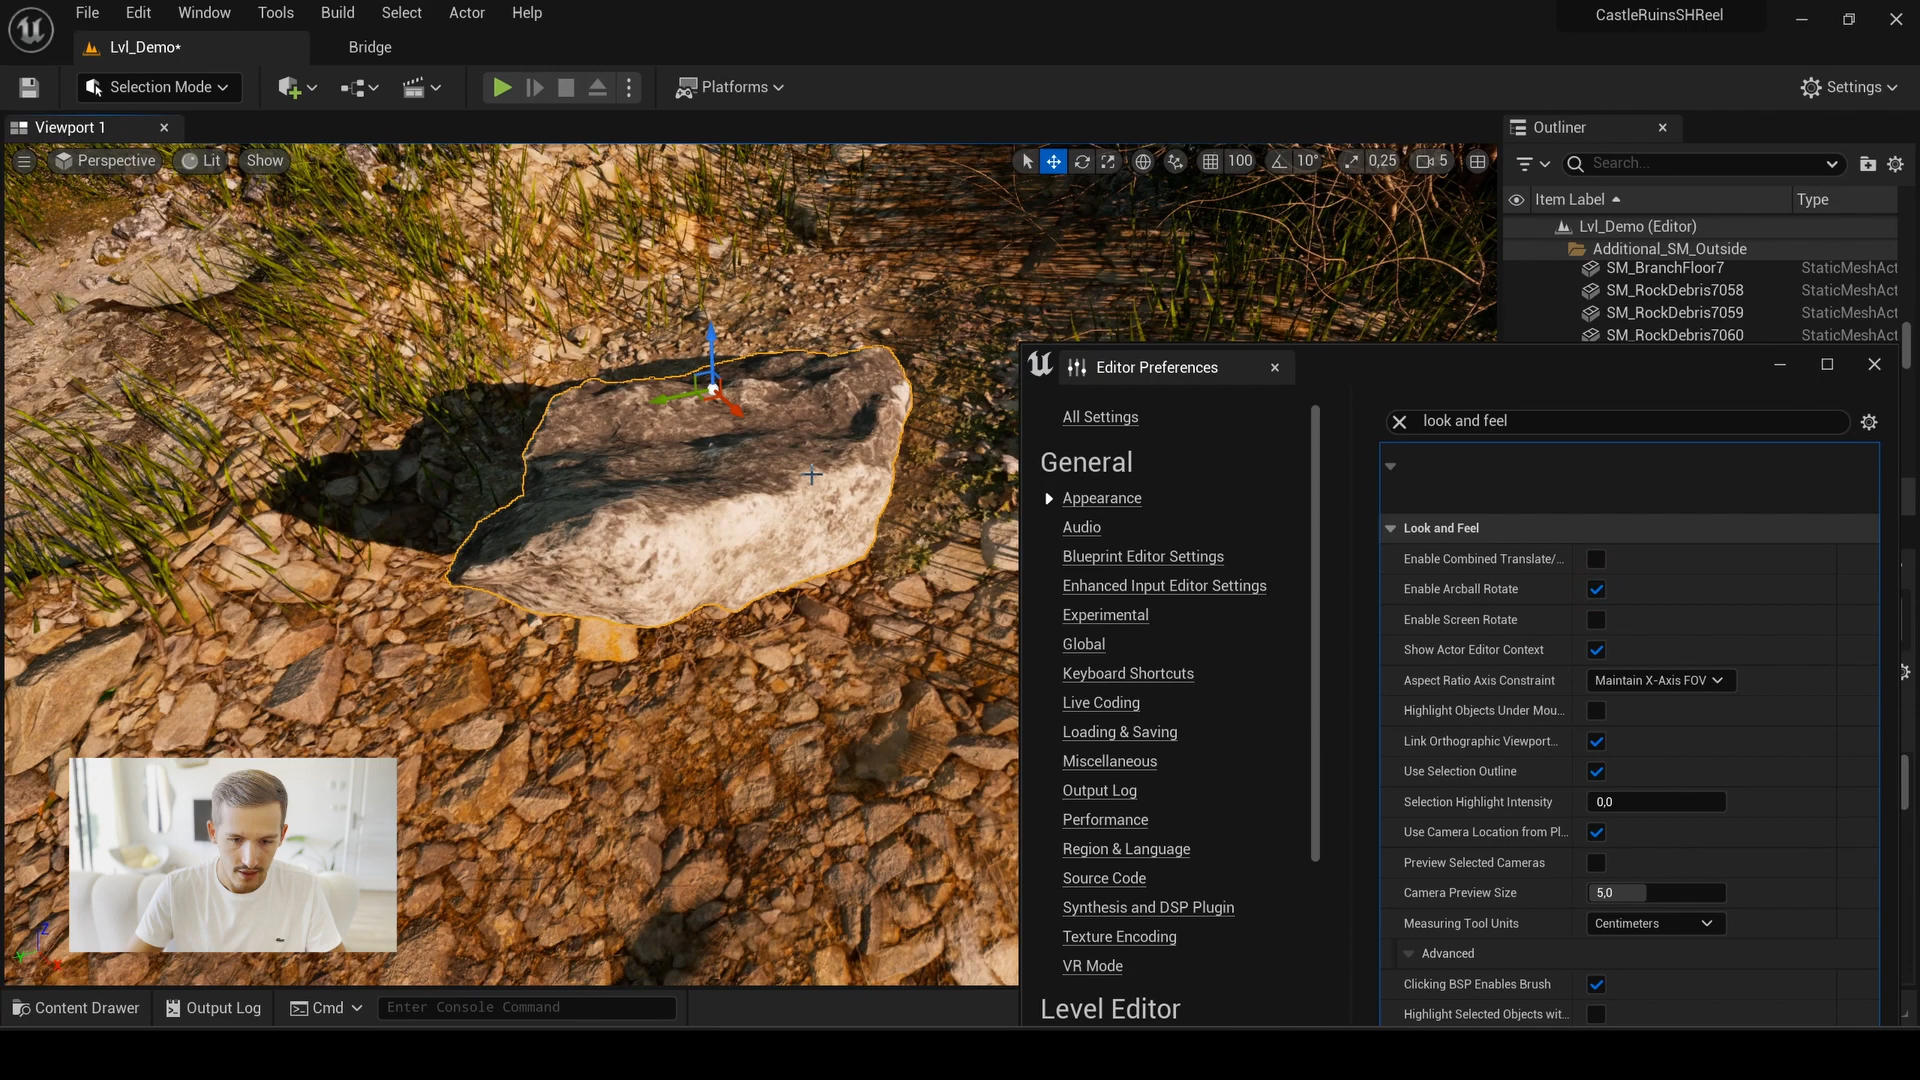 File Edit Window Tools Build Select Actor Help
CastleRuinsSHReel
Lvl_Demo*
Bridge
Selection Mode
Platforms
Settings
Viewport 1
Perspective Lit Show
100 10° 0,25 5
Outliner
Search...
Item Label Type
Lvl_Demo (Editor)
Additional_SM_Outside
SM_BranchFloor7 StaticMeshAct
SM_RockDebris7058 StaticMeshAct
SM_RockDebris7059 StaticMeshAct
SM_RockDebris7060 StaticMeshAct
Editor Preferences
All Settings
General
Appearance
Audio
Blueprint Editor Settings
Enhanced Input Editor Settings
Experimental
Global
Keyboard Shortcuts
Live Coding
Loading & Saving
Miscellaneous
Output Log
Performance
Region & Language
Source Code
Synthesis and DSP Plugin
Texture Encoding
VR Mode
Level Editor
look and feel
Look and Feel
Enable Combined Translate/...
Enable Arcball Rotate
Enable Screen Rotate
Show Actor Editor Context
Aspect Ratio Axis Constraint Maintain X-Axis FOV
Highlight Objects Under Mou...
Link Orthographic Viewport...
Use Selection Outline
Selection Highlight Intensity 0,0
Use Camera Location from Pl...
Preview Selected Cameras
Camera Preview Size 5,0
Measuring Tool Units Centimeters
Advanced
Clicking BSP Enables Brush
Highlight Selected Objects wit...
Z
Y
X
Content Drawer Output Log Cmd Enter Console Command